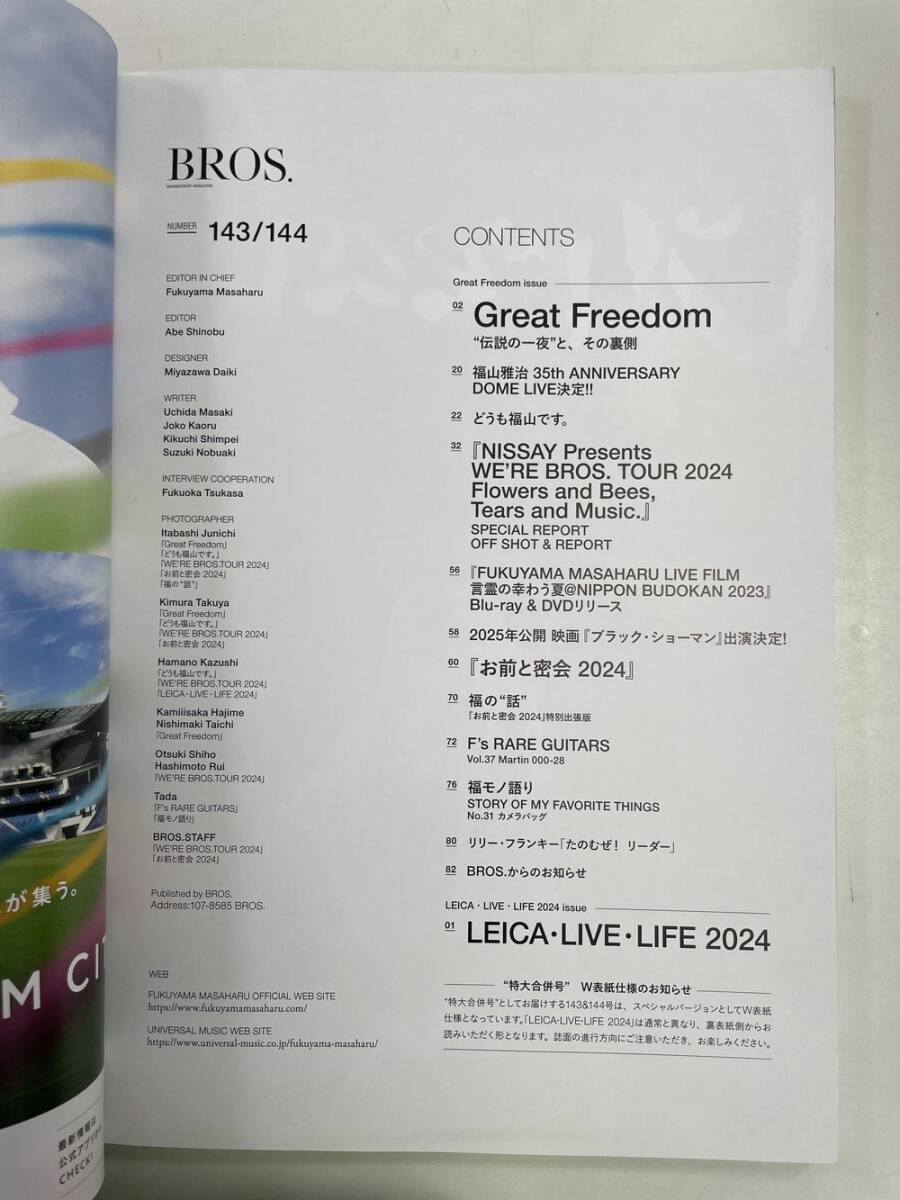 BROS.
MEMBERSHIP MAGAZINE
NUMBER 143/144
EDITOR IN CHIEF
Fukuyama Masaharu
EDITOR
Abe Shinobu
DESIGNER
Miyazawa Daiki
WRITER
Uchida Masaki
Joko Kaoru
Kikuchi Shimpei
Suzuki Nobuaki
INTERVIEW COOPERATION
Fukuoka Tsukasa
PHOTOGRAPHER
Itabashi Junichi
「Great Freedom」
「どうも福山です。」
「WE'RE BROS.TOUR 2024」
「お前と密会 2024」
「福の“話”」
Kimura Takuya
「Great Freedom」
「どうも福山です。」
「WE'RE BROS.TOUR 2024」
「お前と密会 2024」
Hamano Kazushi
「どうも福山です。」
「WE'RE BROS.TOUR 2024」
「LEICA・LIVE・LIFE 2024」
Kamiisaka Hajime
Nishimaki Taichi
「Great Freedom」
Otsuki Shiho
Hashimoto Rui
「WE'RE BROS.TOUR 2024」
Tada
「F's RARE GUITARS」
「福モノ語り」
BROS.STAFF
「WE'RE BROS.TOUR 2024」
「お前と密会 2024」
Published by BROS.
Address:107-8585 BROS.
WEB
FUKUYAMA MASAHARU OFFICIAL WEB SITE
https://www.fukuyamamasaharu.com/
UNIVERSAL MUSIC WEB SITE
https://www.universal-music.co.jp/fukuyama-masaharu/
CONTENTS
Great Freedom issue
02 Great Freedom
“伝説の一夜”と、その裏側
20 福山雅治 35th ANNIVERSARY
DOME LIVE決定!!
22 どうも福山です。
32 『NISSAY Presents
WE'RE BROS. TOUR 2024
Flowers and Bees,
Tears and Music.』
SPECIAL REPORT
OFF SHOT & REPORT
56 『FUKUYAMA MASAHARU LIVE FILM
言霊の幸わう夏@NIPPON BUDOKAN 2023』
Blu-ray & DVDリリース
58 2025年公開 映画『ブラック・ショーマン』出演決定!
60 『お前と密会 2024』
70 福の“話”
『お前と密会 2024』特別出張版
72 F's RARE GUITARS
Vol.37 Martin 000-28
76 福モノ語り
STORY OF MY FAVORITE THINGS
No.31 カメラバッグ
80 リリー・フランキー「たのむぜ! リーダー」
82 BROS.からのお知らせ
LEICA・LIVE・LIFE 2024 issue
01 LEICA・LIVE・LIFE 2024
“特大合併号” W表紙仕様のお知らせ
“特大合併号”としてお届けする143&144号は、スペシャルバージョンとしてW表紙
仕様となっています。「LEICA・LIVE・LIFE 2024」は通常と異なり、裏表紙側からお
読みいただく形となります。誌面の進行方向にご注意いただき、お楽しみください。
が集う。
M CI
最新情報は
公式アプリ
CHECK!